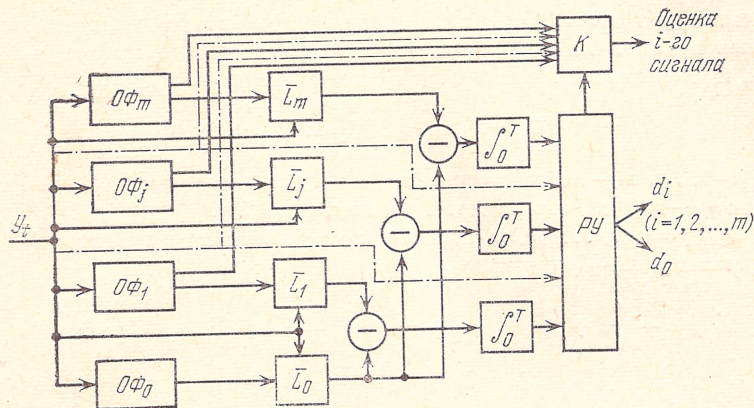 Оценка
i-го
сигнала
К
ОФm
L̅m
∫₀ᵀ
ОФj
L̅j
РУ
di
(i=1,2,...,m)
d0
yt
∫₀ᵀ
ОФ1
L̅1
∫₀ᵀ
ОФ0
L̅0